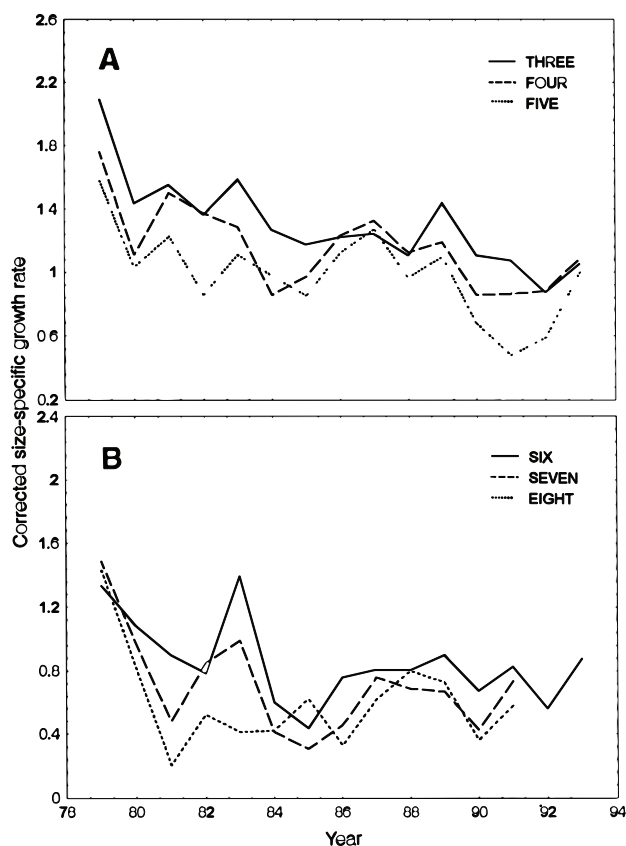 2.6
A
THREE
FOUR
FIVE
2.2
1.8
1 4
1
0 6
0.2
Corrected size-specific growth rate
2.4
B
SIX
SEVEN
EIGHT
2
1.6
1.2
0.8
0.4
0
78 80 82 84 86 88 90 92 94
Year